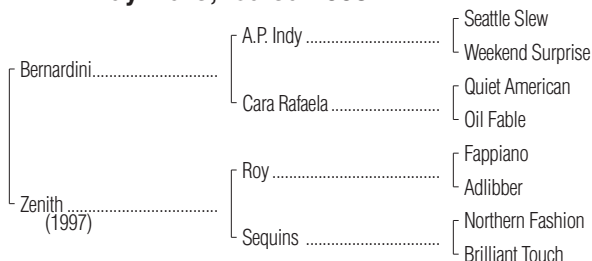 Seattle Slew
A.P. Indy
Weekend Surprise
Bernardini
Quiet American
Cara Rafaela
Oil Fable
Fappiano
Roy
Adlibber
Zenith
(1997)
Northern Fashion
Sequins
Brilliant Touch